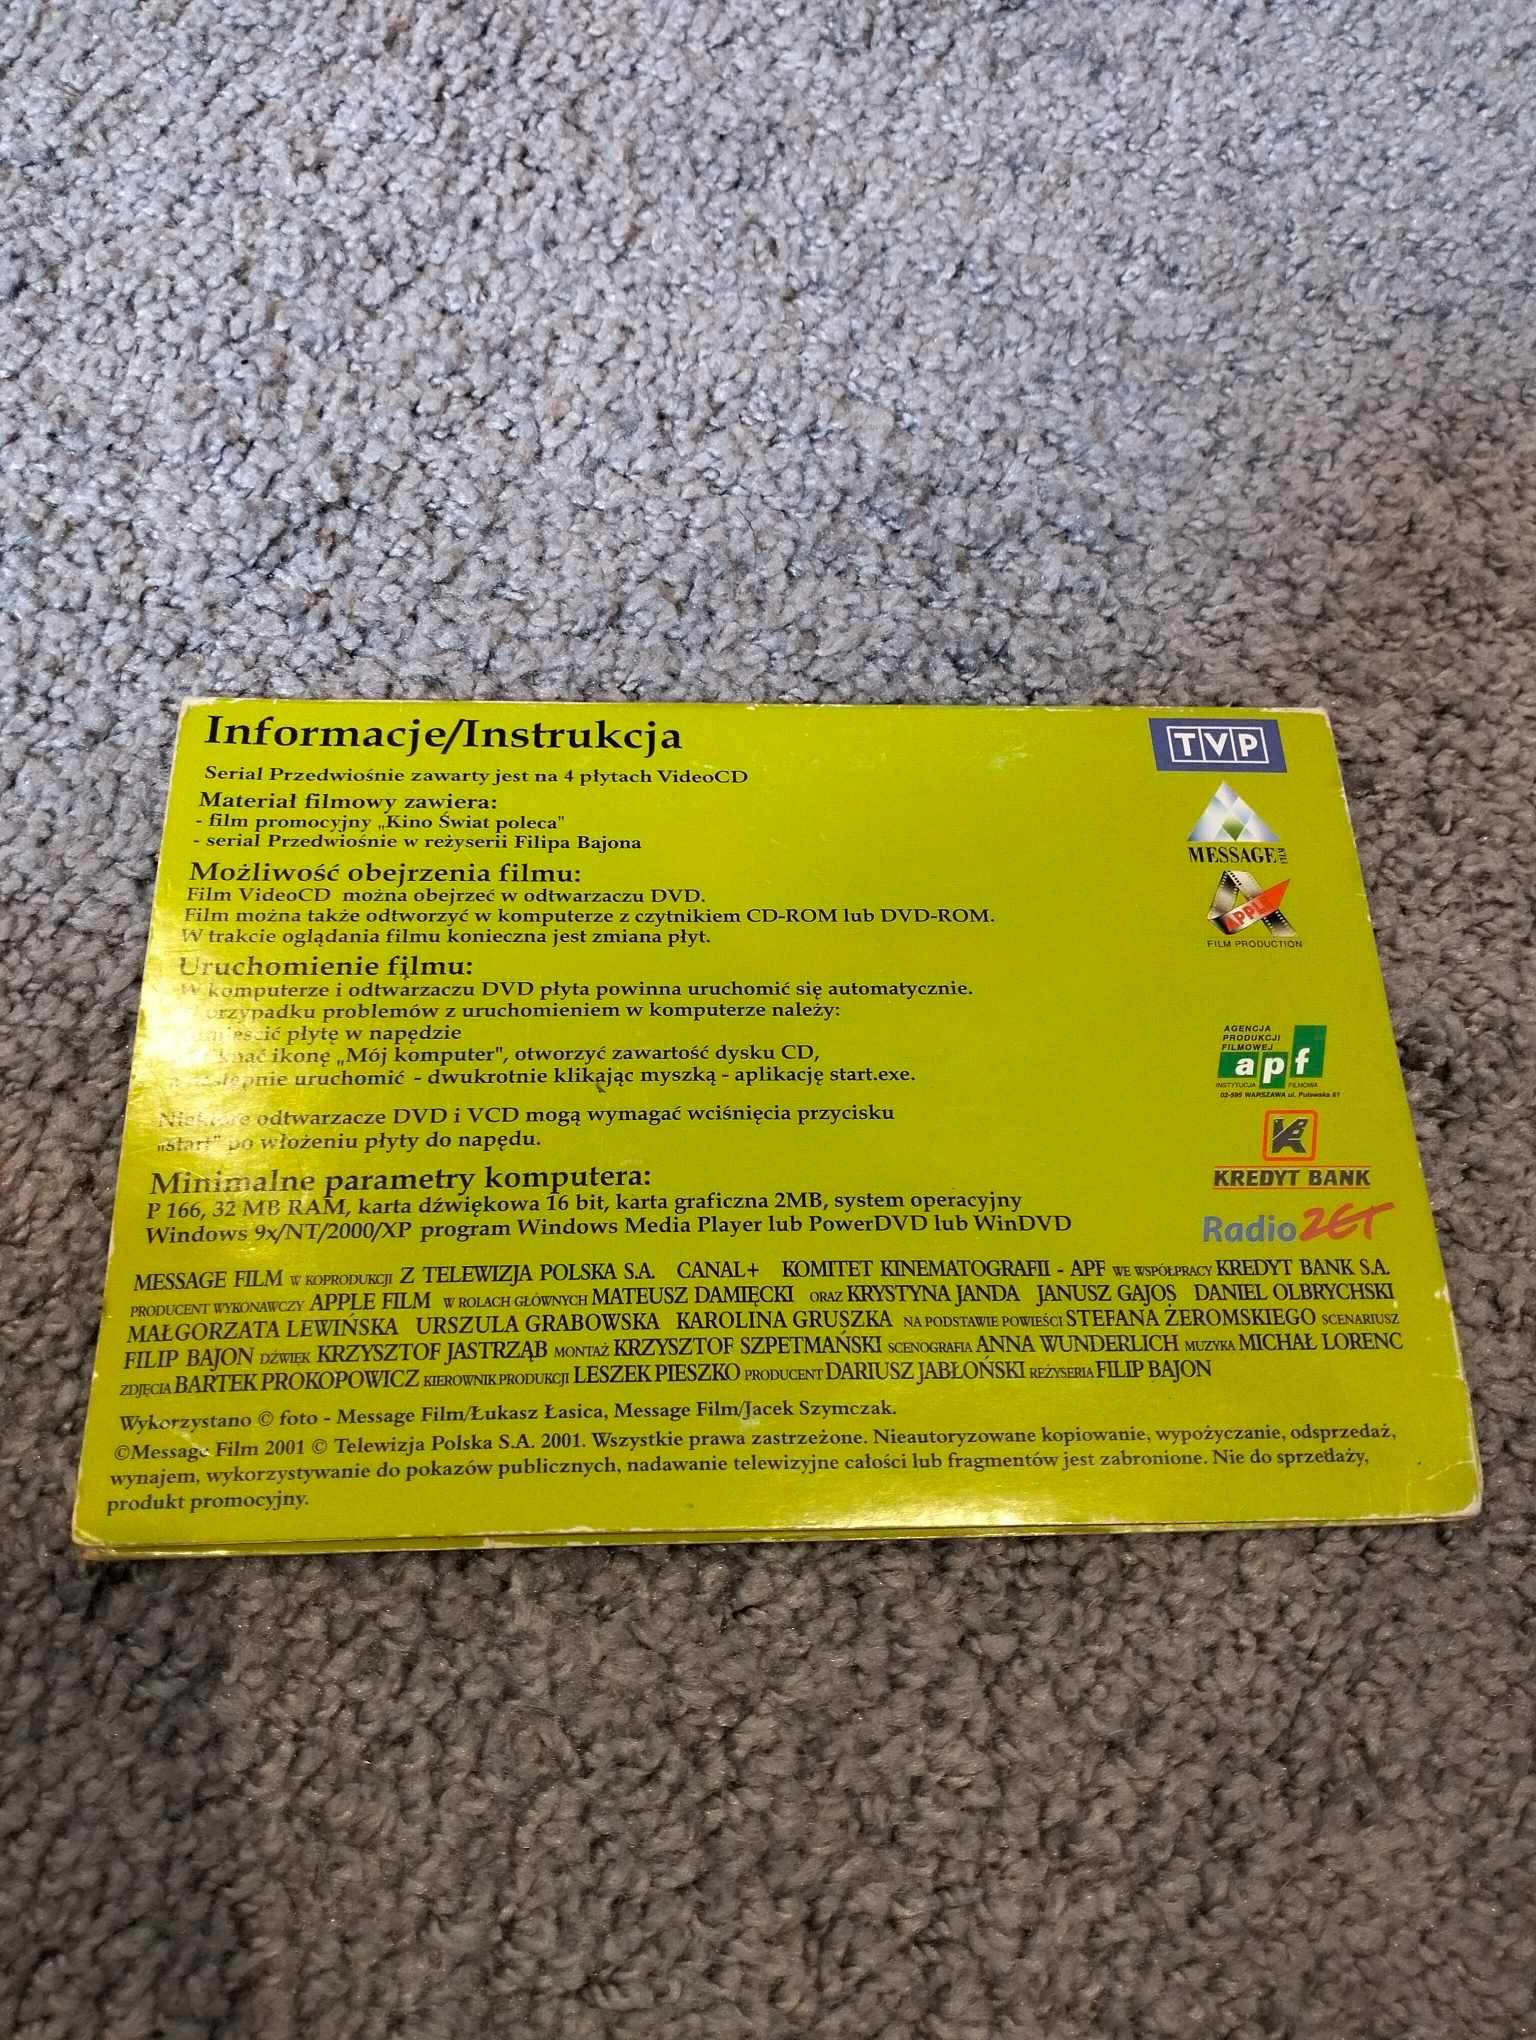 Informacje/Instrukcja
Serial Przedwiośnie zawarty jest na 4 płytach VideoCD
Materiał filmowy zawiera:
- film promocyjny „Kino Świat poleca"
- serial Przedwiośnie w reżyserii Filipa Bajona
Możliwość obejrzenia filmu:
Film VideoCD można obejrzeć w odtwarzaczu DVD.
Film można także odtworzyć w komputerze z czytnikiem CD-ROM lub DVD-ROM.
W trakcie oglądania filmu konieczna jest zmiana płyt.
Uruchomienie filmu:
W komputerze i odtwarzaczu DVD płyta powinna uruchomić się automatycznie.
przypadku problemów z uruchomieniem w komputerze należy:
płytę w napędzie
ikonę „Mój komputer", otworzyć zawartość dysku CD,
uruchomić - dwukrotnie klikając myszką - aplikację start.exe.
Niektóre odtwarzacze DVD i VCD mogą wymagać wciśnięcia przycisku
„start" po włożeniu płyty do napędu.
Minimalne parametry komputera:
P 166, 32 MB RAM, karta dźwiękowa 16 bit, karta graficzna 2MB, system operacyjny
Windows 9x/NT/2000/XP program Windows Media Player lub PowerDVD lub WinDVD
MESSAGE FILM W KOPRODUKCJI Z TELEWIZJA POLSKA S.A. CANAL+ KOMITET KINEMATOGRAFII - APF WE WSPÓŁPRACY KREDYT BANK S.A.
PRODUCENT WYKONAWCZY APPLE FILM W ROLACH GŁÓWNYCH MATEUSZ DAMIĘCKI ORAZ KRYSTYNA JANDA JANUSZ GAJOS DANIEL OLBRYCHSKI
MAŁGORZATA LEWIŃSKA URSZULA GRABOWSKA KAROLINA GRUSZKA NA PODSTAWIE POWIEŚCI STEFANA ŻEROMSKIEGO SCENARIUSZ
FILIP BAJON DŹWIĘK KRZYSZTOF JASTRZĄB MONTAŻ KRZYSZTOF SZPETMAŃSKI SCENOGRAFIA ANNA WUNDERLICH MUZYKA MICHAŁ LORENC
ZDJĘCIA BARTEK PROKOPOWICZ KIEROWNIK PRODUKCJI LESZEK PIESZKO PRODUCENT DARIUSZ JABŁOŃSKI REŻYSERIA FILIP BAJON
Wykorzystano © foto - Message Film/Łukasz Łasica, Message Film/Jacek Szymczak.
©Message Film 2001 © Telewizja Polska S.A. 2001. Wszystkie prawa zastrzeżone. Nieautoryzowane kopiowanie, wypożyczanie, odsprzedaż,
wynajem, wykorzystywanie do pokazów publicznych, nadawanie telewizyjne całości lub fragmentów jest zabronione. Nie do sprzedaży,
produkt promocyjny.
TVP
MESSAGE FILM
APPLE
FILM PRODUCTION
AGENCJA
PRODUKCJI
FILMOWEJ
apf
INSTYTUCJA FILMOWA
02-595 WARSZAWA ul. Puławska 61
KREDYT BANK
Radio ZET